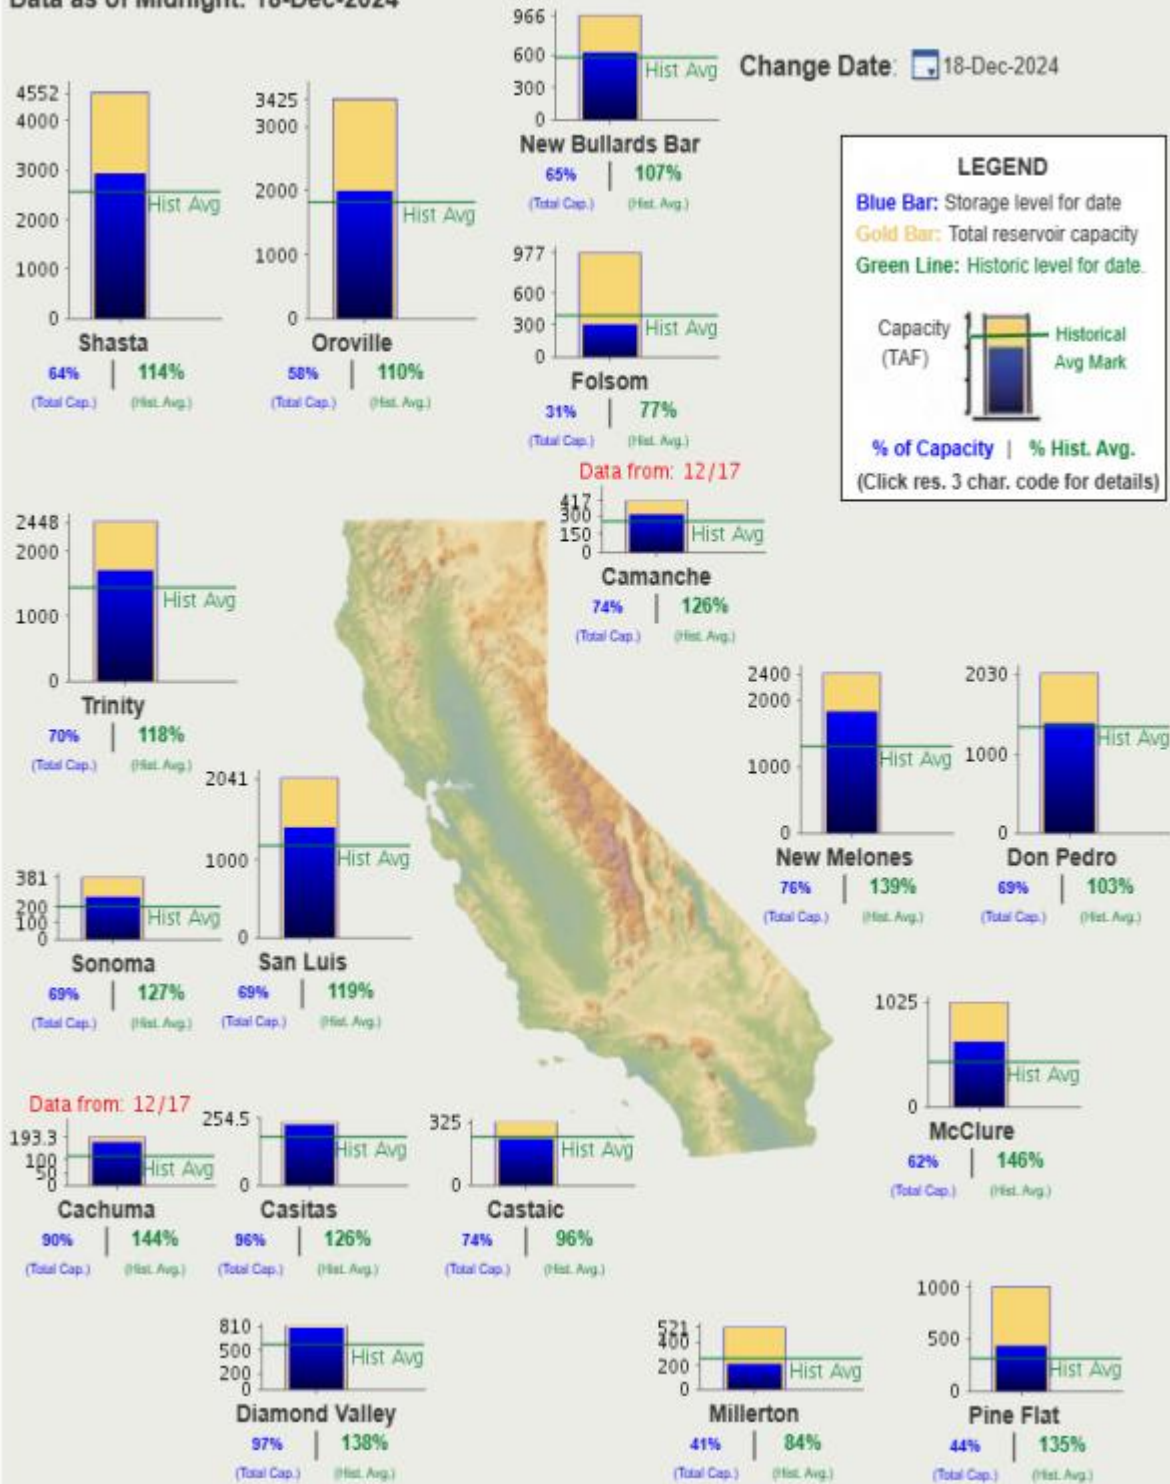 Data as of Midnight: 18-Dec-2024
Change Date: 18-Dec-2024
966
600
300
0
Hist Avg
New Bullards Bar
65% | 107%
(Total Cap.) (Hist. Avg.)
4552
4000
3000
2000
1000
0
Hist Avg
Shasta
64% | 114%
(Total Cap.) (Hist. Avg.)
3425
3000
2000
1000
0
Hist Avg
Oroville
58% | 110%
(Total Cap.) (Hist. Avg.)
977
600
300
0
Hist Avg
Folsom
31% | 77%
(Total Cap.) (Hist. Avg.)
LEGEND
Blue Bar: Storage level for date
Gold Bar: Total reservoir capacity
Green Line: Historic level for date.
Capacity
(TAF)
Historical
Avg Mark
% of Capacity | % Hist. Avg.
(Click res. 3 char. code for details)
Data from: 12/17
417
300
150
0
Hist Avg
Camanche
74% | 126%
(Total Cap.) (Hist. Avg.)
2448
2000
1000
0
Hist Avg
Trinity
70% | 118%
(Total Cap.) (Hist. Avg.)
2400
2000
1000
0
Hist Avg
New Melones
76% | 139%
(Total Cap.) (Hist. Avg.)
2030
1000
0
Hist Avg
Don Pedro
69% | 103%
(Total Cap.) (Hist. Avg.)
381
200
100
0
Hist Avg
Sonoma
69% | 127%
(Total Cap.) (Hist. Avg.)
2041
1000
0
Hist Avg
San Luis
69% | 119%
(Total Cap.) (Hist. Avg.)
1025
0
Hist Avg
McClure
62% | 146%
(Total Cap.) (Hist. Avg.)
Data from: 12/17
193.3
100
50
0
Hist Avg
Cachuma
90% | 144%
(Total Cap.) (Hist. Avg.)
254.5
0
Hist Avg
Casitas
96% | 126%
(Total Cap.) (Hist. Avg.)
325
0
Hist Avg
Castaic
74% | 96%
(Total Cap.) (Hist. Avg.)
810
500
200
0
Hist Avg
Diamond Valley
97% | 138%
(Total Cap.) (Hist. Avg.)
521
400
200
0
Hist Avg
Millerton
41% | 84%
(Total Cap.) (Hist. Avg.)
1000
500
0
Hist Avg
Pine Flat
44% | 135%
(Total Cap.) (Hist. Avg.)